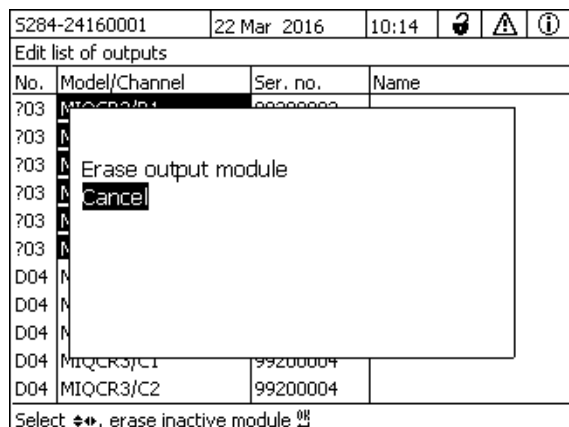 S284-24160001 22 Mar 2016 10:14
Edit list of outputs
No. Model/Channel Ser. no. Name
?03
?03
?03 Erase output module
?03 Cancel
?03
?03
D04
D04
D04
D04 MIQCR3/C1 99200004
D04 MIQCR3/C2 99200004
Select , erase inactive module OK